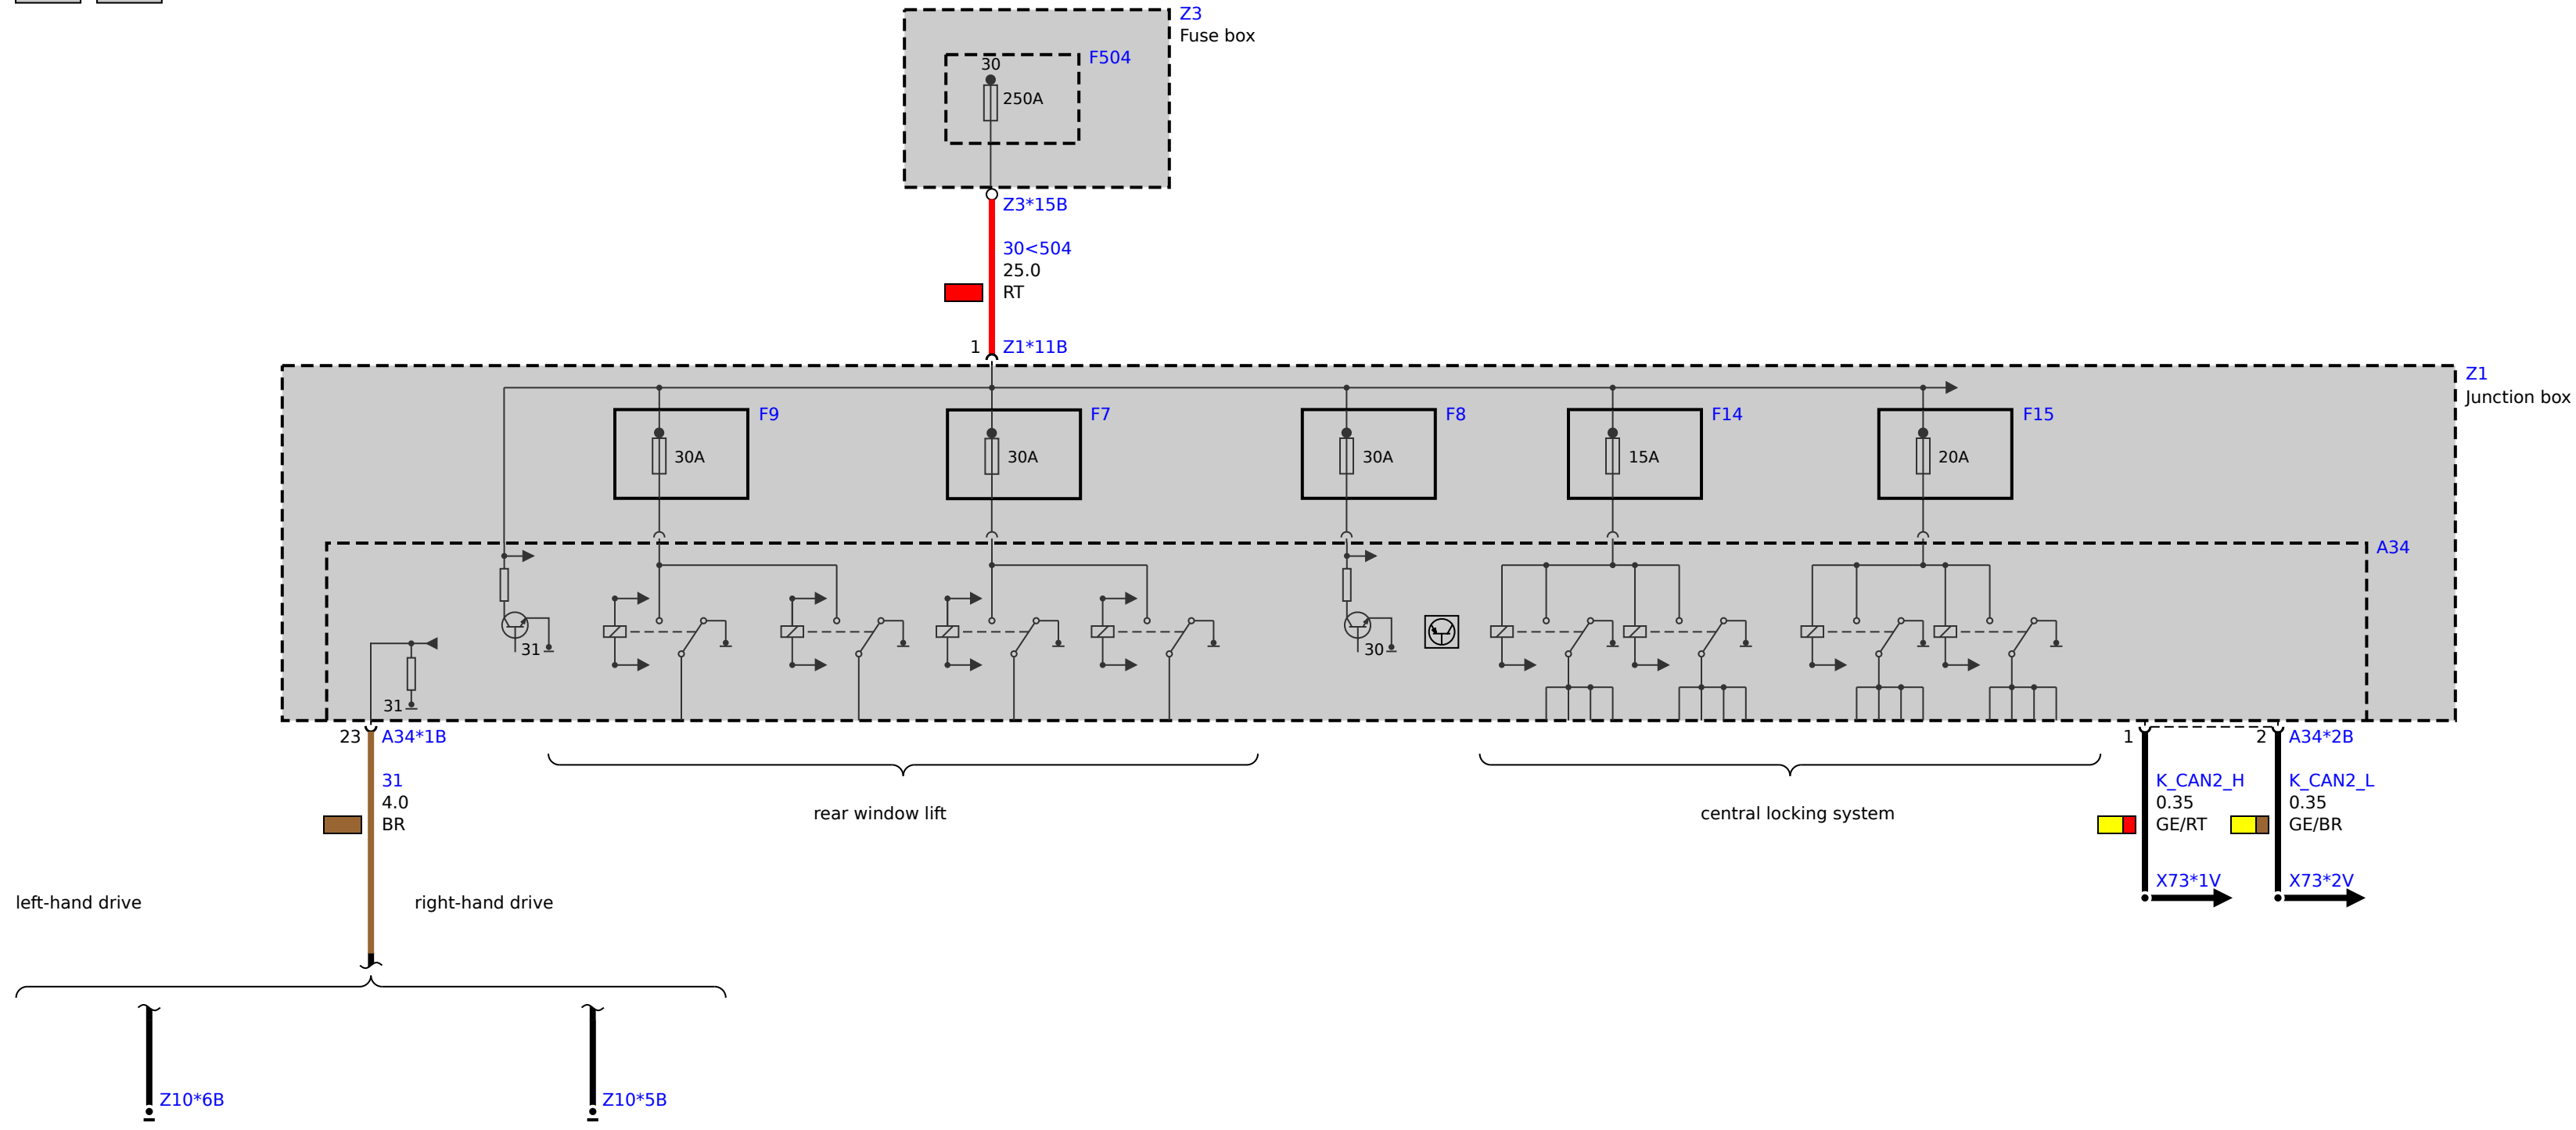 Z3
Fuse box
F504
30
250A
Z3*15B
30<504
25.0
RT
1 Z1*11B
Z1
Junction box
F9
F7
F8
F14
F15
30A
30A
30A
15A
20A
A34
31
30
31
23 A34*1B
1
2 A34*2B
31
4.0
BR
rear window lift
central locking system
K_CAN2_H
0.35
GE/RT
K_CAN2_L
0.35
GE/BR
X73*1V
X73*2V
left-hand drive
right-hand drive
Z10*6B
Z10*5B